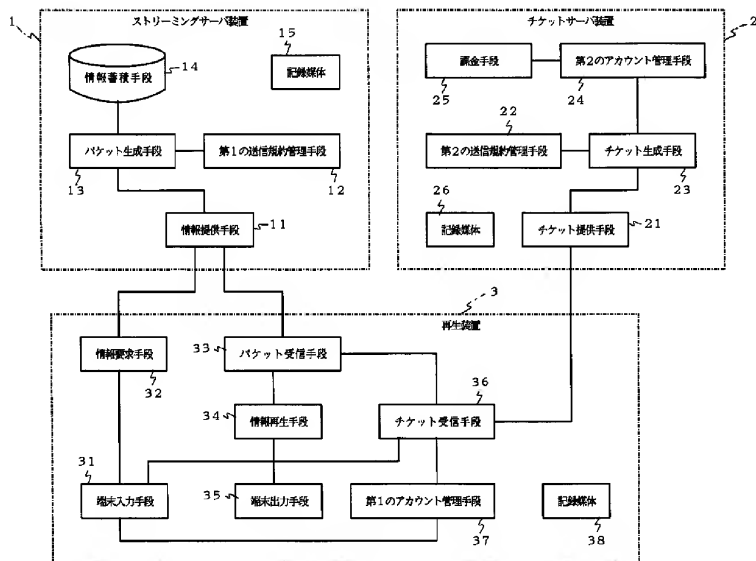 1
ストリーミングサーバ装置
情報蓄積手段
14
15
記録媒体
パケット生成手段
13
第1の送信規約管理手段
12
情報提供手段
11
チケットサーバ装置
2
課金手段
25
第2のアカウント管理手段
24
22
第2の送信規約管理手段
チケット生成手段
23
26
記録媒体
チケット提供手段
21
3
再生装置
情報要求手段
32
33
パケット受信手段
34
情報再生手段
36
チケット受信手段
31
端末入力手段
35
端末出力手段
第1のアカウント管理手段
37
記録媒体
38